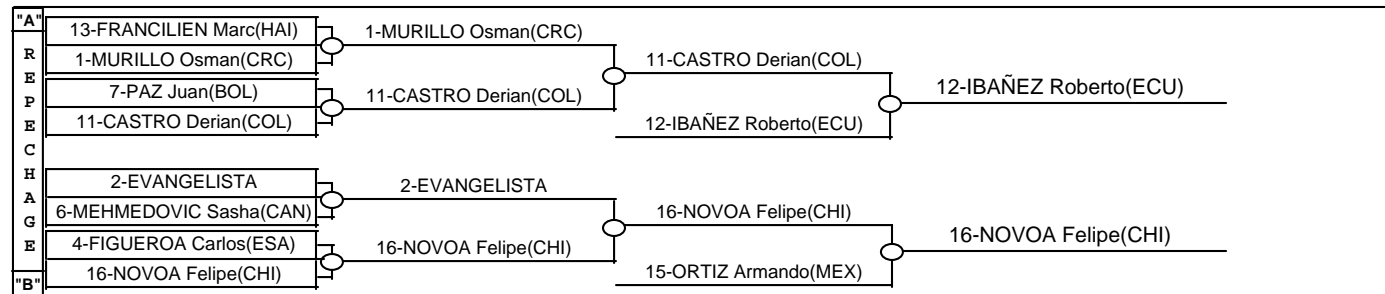 "A"
REPECHAGE
"B"
13-FRANCILIEN Marc(HAI)
1-MURILLO Osman(CRC)
7-PAZ Juan(BOL)
11-CASTRO Derian(COL)
2-EVANGELISTA
6-MEHMEDOVIC Sasha(CAN)
4-FIGUEROA Carlos(ESA)
16-NOVOA Felipe(CHI)
1-MURILLO Osman(CRC)
11-CASTRO Derian(COL)
2-EVANGELISTA
16-NOVOA Felipe(CHI)
11-CASTRO Derian(COL)
12-IBAÑEZ Roberto(ECU)
16-NOVOA Felipe(CHI)
15-ORTIZ Armando(MEX)
12-IBAÑEZ Roberto(ECU)
16-NOVOA Felipe(CHI)